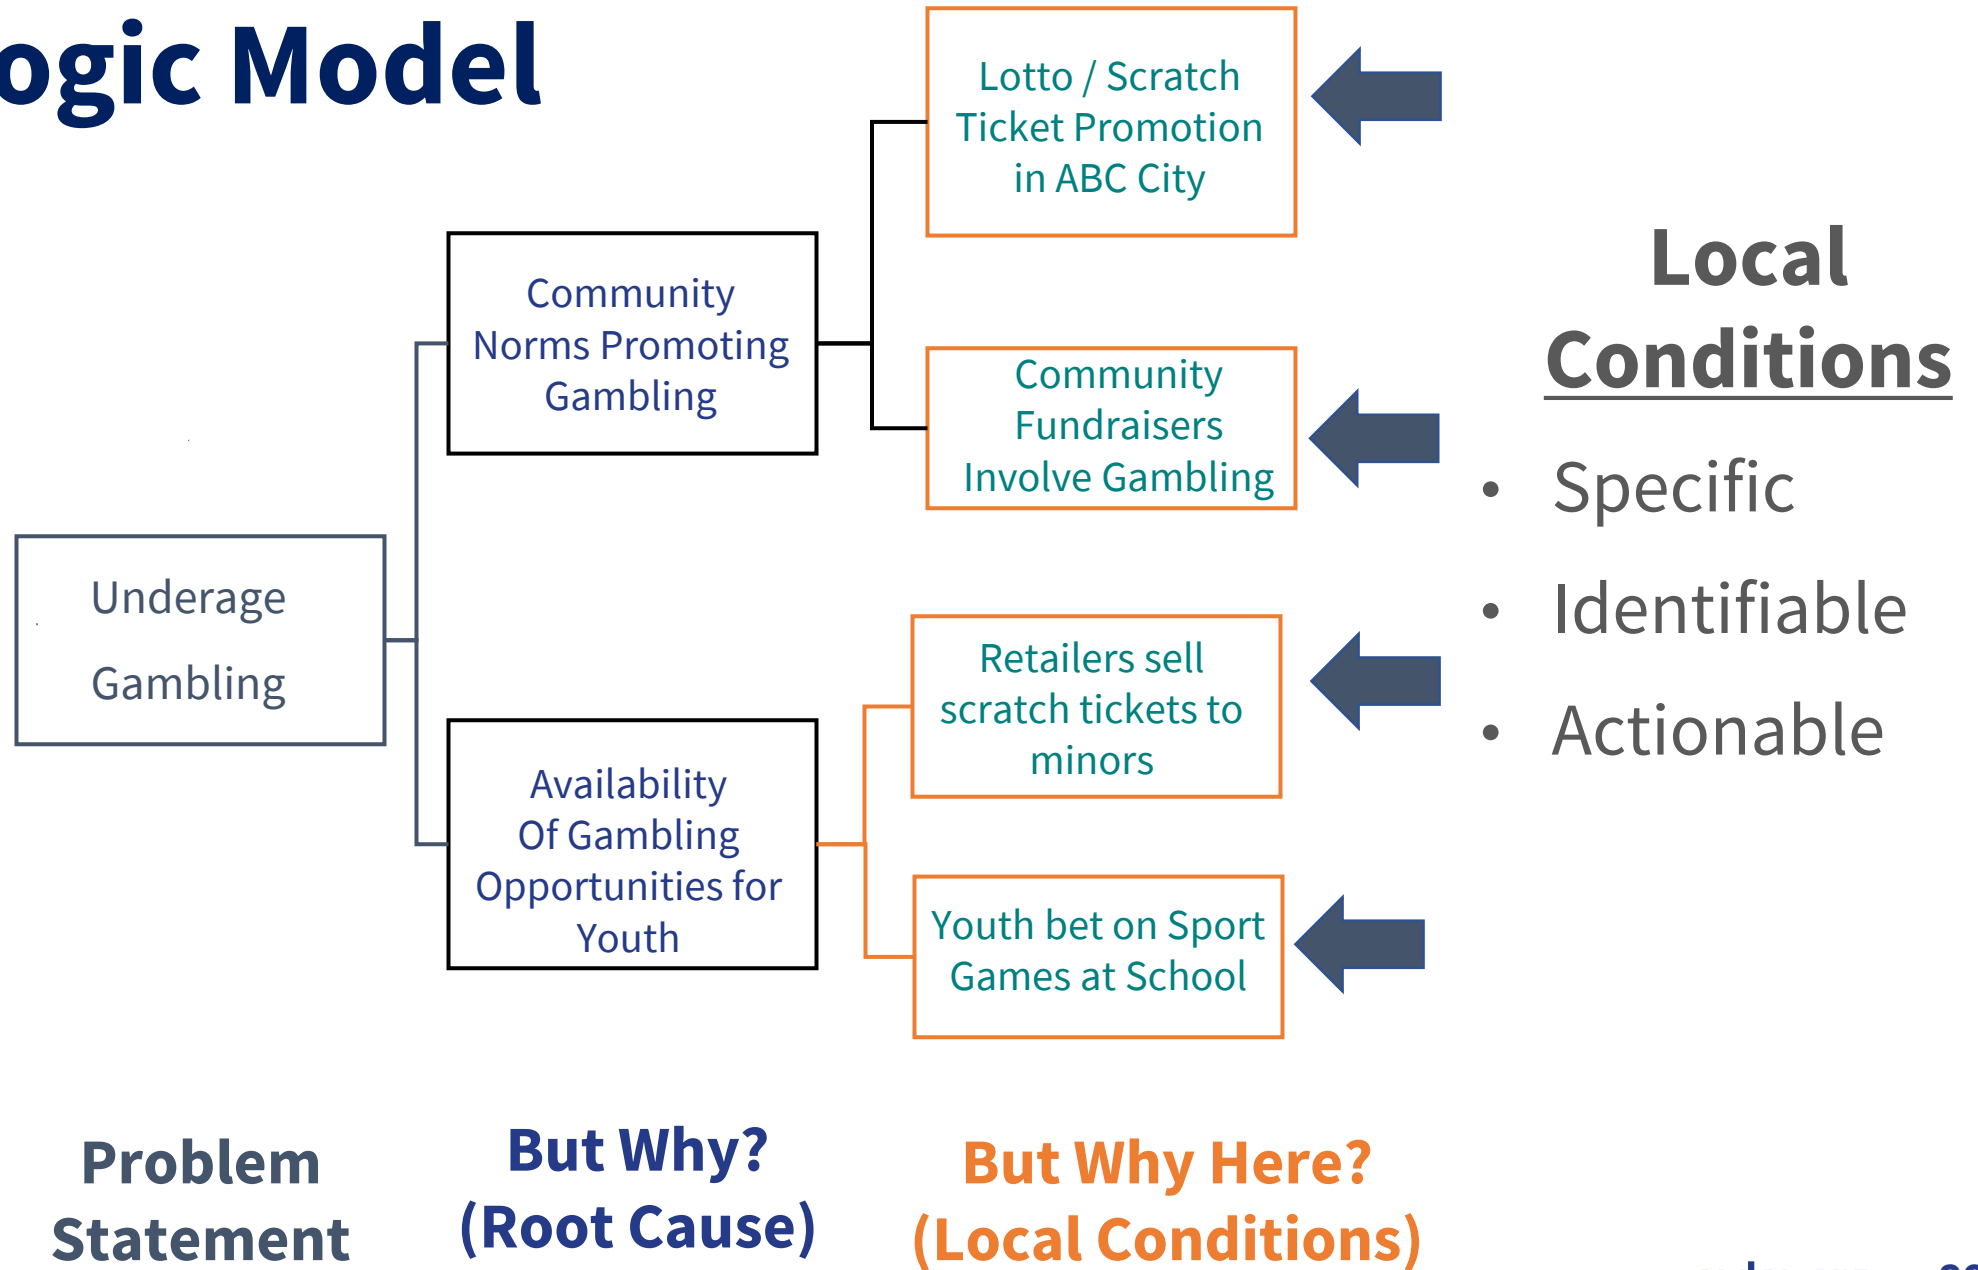 ogic Model
Lotto / Scratch
Ticket Promotion
in ABC City
Community
Norms Promoting
Gambling
Community
Fundraisers
Involve Gambling
Underage
Gambling
Retailers sell
scratch tickets to
minors
Availability
Of Gambling
Opportunities for
Youth
Youth bet on Sport
Games at School
Local
Conditions
• Specific
• Identifiable
• Actionable
Problem
Statement
But Why?
(Root Cause)
But Why Here?
(Local Conditions)